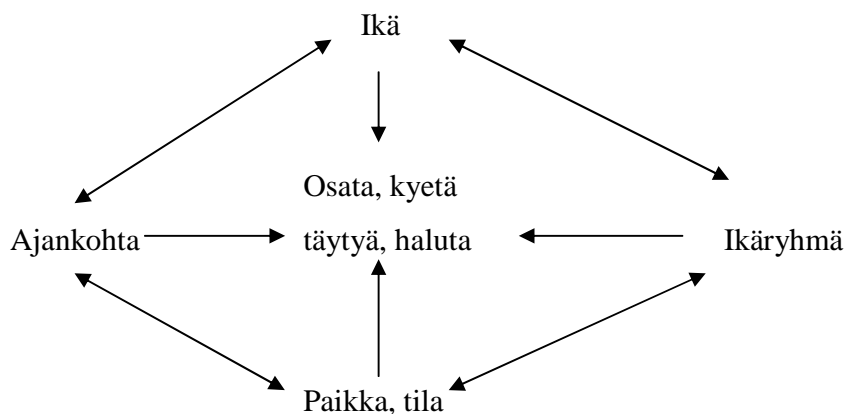 Ikä
Osata, kyetä
Ajankohta täytyä, haluta Ikäryhmä
Paikka, tila